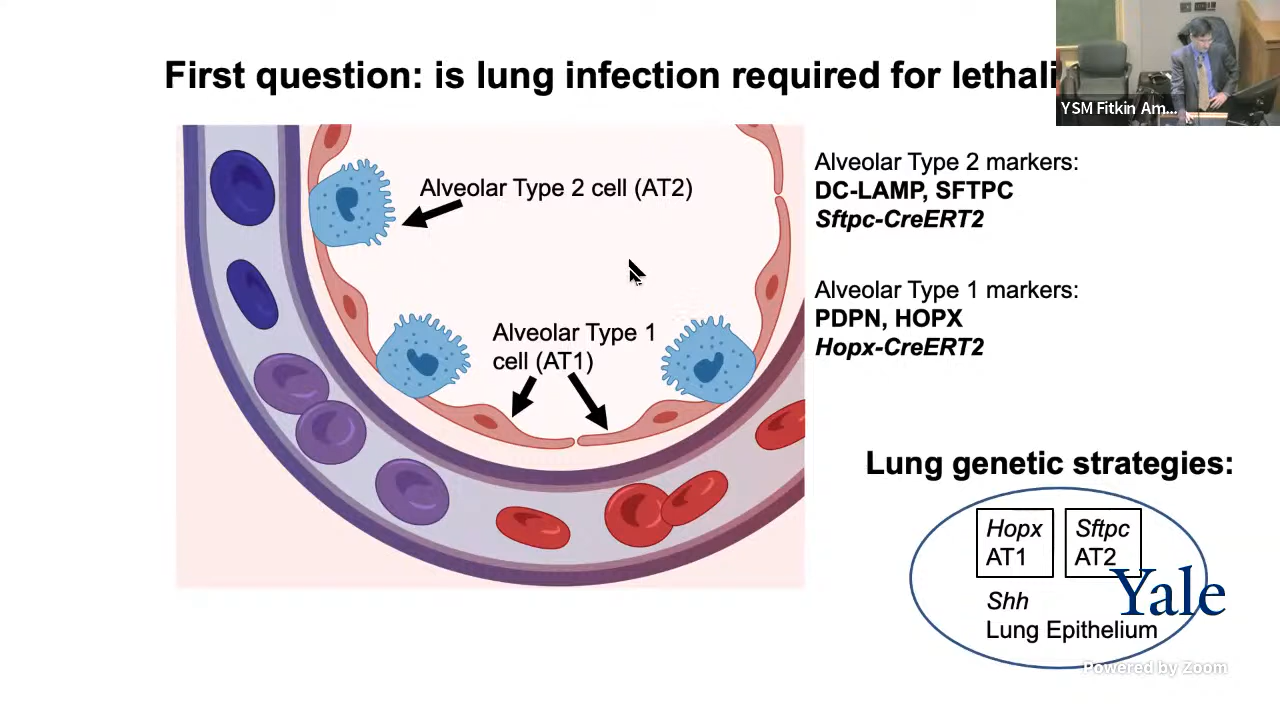 First question: is lung infection required for lethali
YSM Fitkin Am...
Alveolar Type 2 cell (AT2)
Alveolar Type 1
cell (AT1)
Alveolar Type 2 markers:
DC-LAMP, SFTPC
Sftpc-CreERT2
Alveolar Type 1 markers:
PDPN, HOPX
Hopx-CreERT2
Lung genetic strategies:
Hopx
AT1
Sftpc
AT2
Shh
Lung Epithelium
Yale
Powered by Zoom